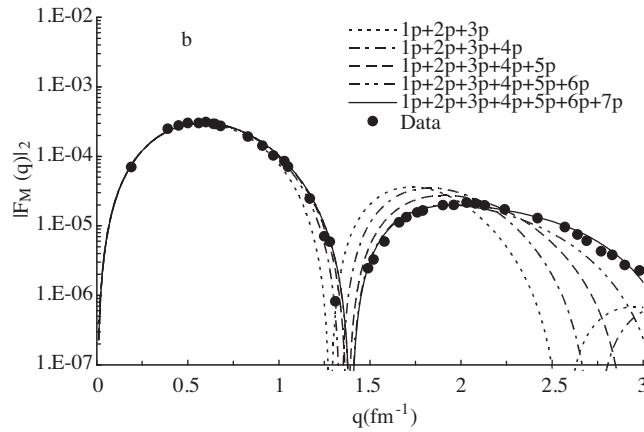 1.E-02
1.E-03
1.E-04
1.E-05
1.E-06
1.E-07
|F_M (q)|_2
b
1p+2p+3p
1p+2p+3p+4p
1p+2p+3p+4p+5p
1p+2p+3p+4p+5p+6p
1p+2p+3p+4p+5p+6p+7p
Data
0 0.5 1 1.5 2 2.5 3
q(fm⁻¹)